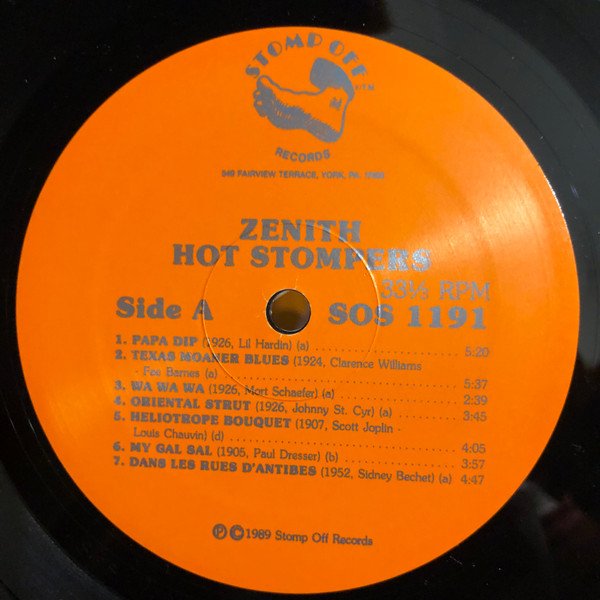 STOMP OFF
RECORDS
549 FAIRVIEW TERRACE, YORK, PA
ZENITH
HOT STOMPERS
33⅓ RPM
Side A
SOS 1191
1. PAPA DIP (1926, Lil Hardin) (a) 5:20
2. TEXAS MOANER BLUES (1924, Clarence Williams
- Fae Barnes (a) 5:37
3. WA WA WA (1926, Mort Schaefer) (a) 2:39
4. ORIENTAL STRUT (1926, Johnny St. Cyr) (a) 3:45
5. HELIOTROPE BOUQUET (1907, Scott Joplin -
Louis Chauvin) (d) 4:05
6. MY GAL SAL (1905, Paul Dresser) (b) 3:57
7. DANS LES RUES D'ANTIBES (1952, Sidney Bechet) (a) 4:47
℗©1989 Stomp Off Records